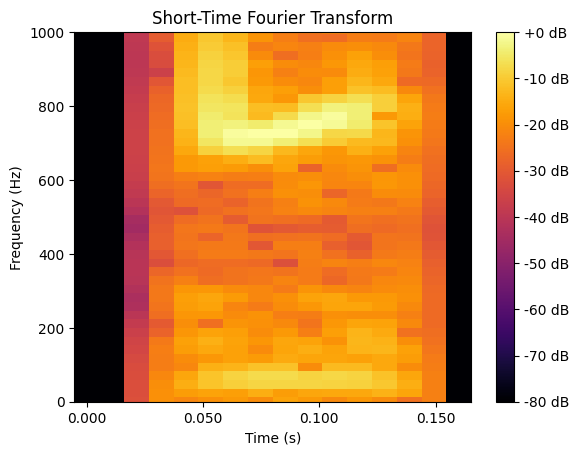 Short-Time Fourier Transform
1000
800
600
400
200
0
Frequency (Hz)
0.000
0.050
0.100
0.150
Time (s)
+0 dB
-10 dB
-20 dB
-30 dB
-40 dB
-50 dB
-60 dB
-70 dB
-80 dB